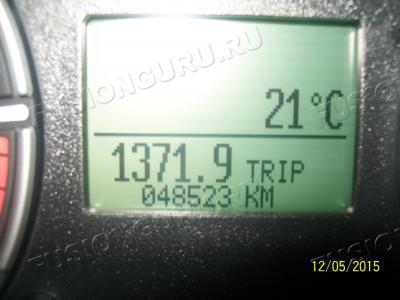 FUSIONGURU.RU
21°C
1371.9 TRIP
048523 KM
12/05/2015